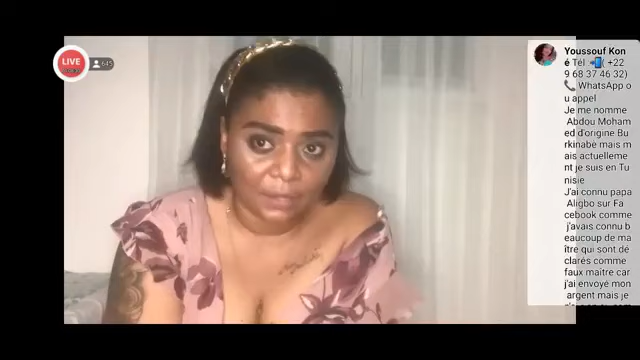 LIVE
645
Youssouf Kon
é Tél 📲( +22
9 68 37 46 32)
📞 WhatsApp o
u appel
Je me nomme
Abdou Moham
ed d'origine Bu
rkinabè mais m
ais actuelleme
nt je suis en Tu
nisie
J'ai connu papa
Aligbo sur Fa
cebook comme
j'avais connu b
eaucoup de ma
ître qui sont dé
clarés comme
faux maître car
j'ai envoyé mon
argent mais je